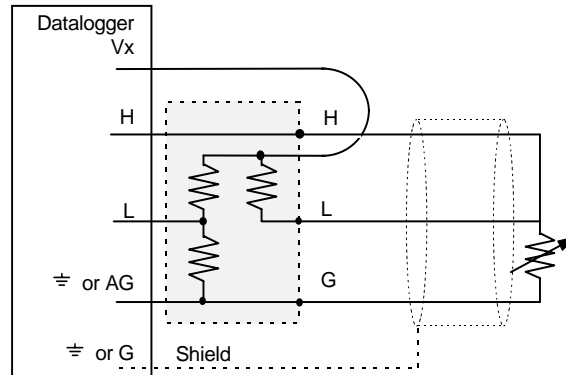 Datalogger
Vx
H
H
L
L
⏚ or AG
G
⏚ or G
Shield